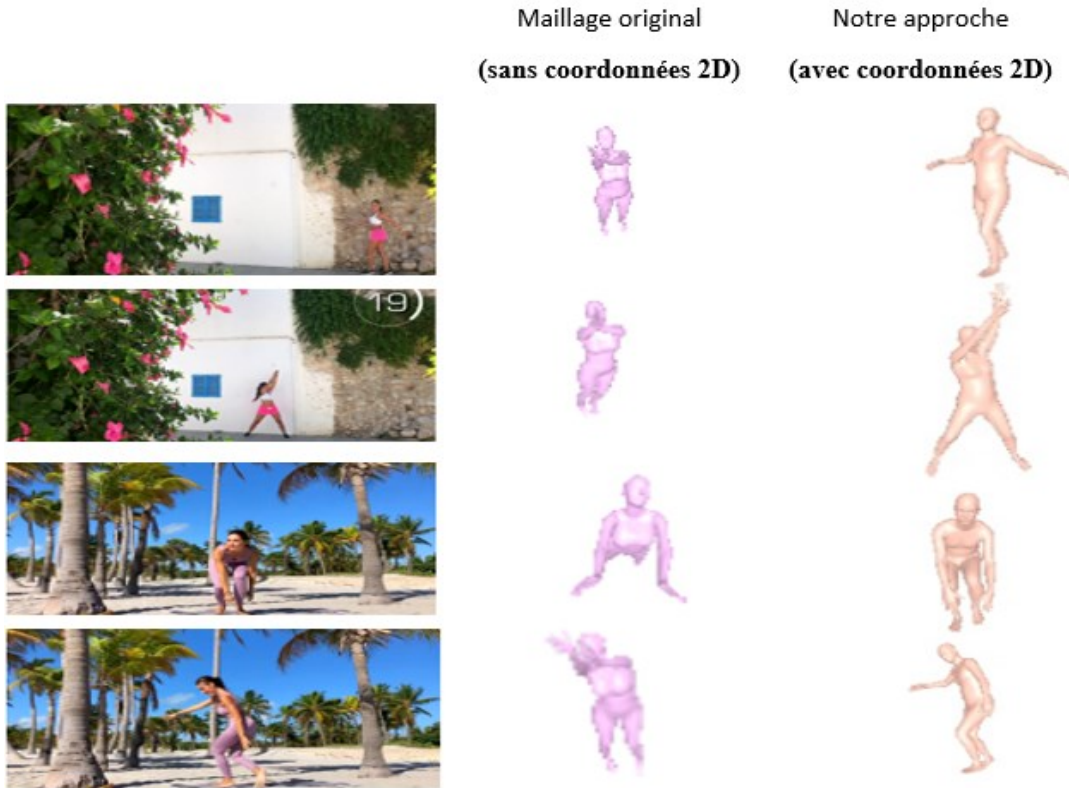 Maillage original
Notre approche
(sans coordonnées 2D)
(avec coordonnées 2D)
19